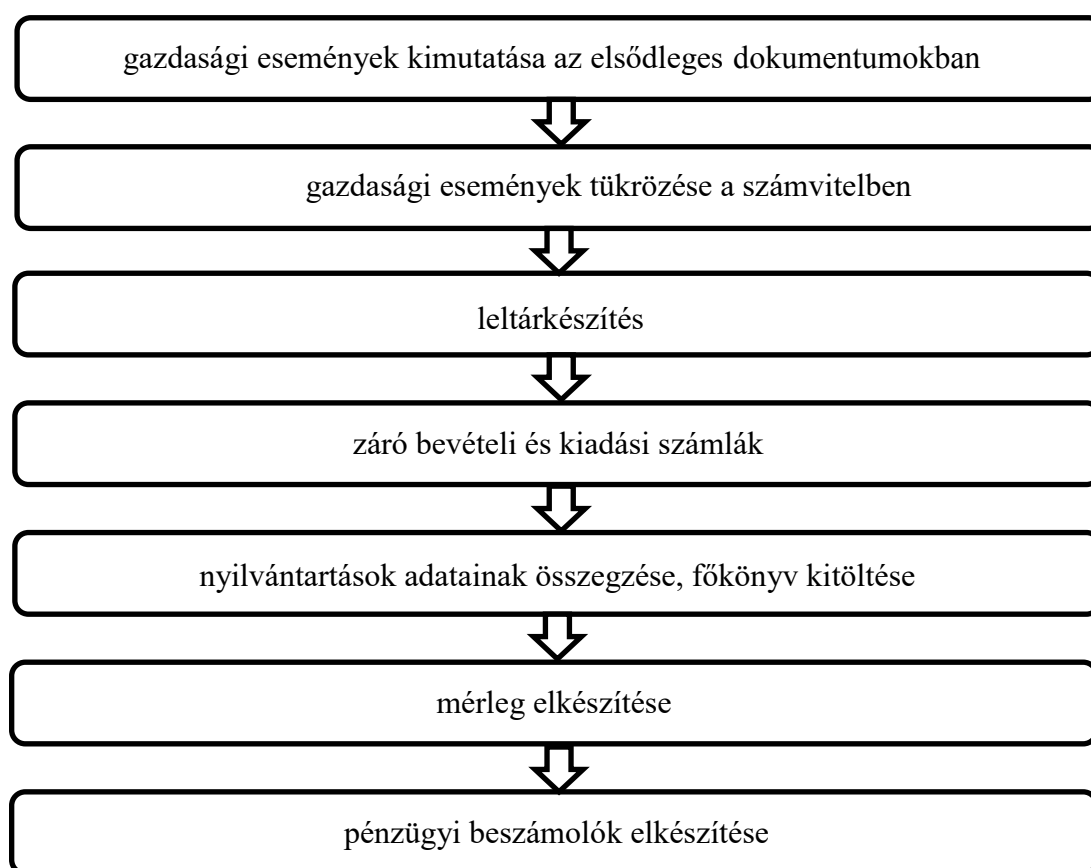 gazdasági események kimutatása az elsődleges dokumentumokban
gazdasági események tükrözése a számvitelben
leltárkészítés
záró bevételi és kiadási számlák
nyilvántartások adatainak összegzése, főkönyv kitöltése
mérleg elkészítése
pénzügyi beszámolók elkészítése